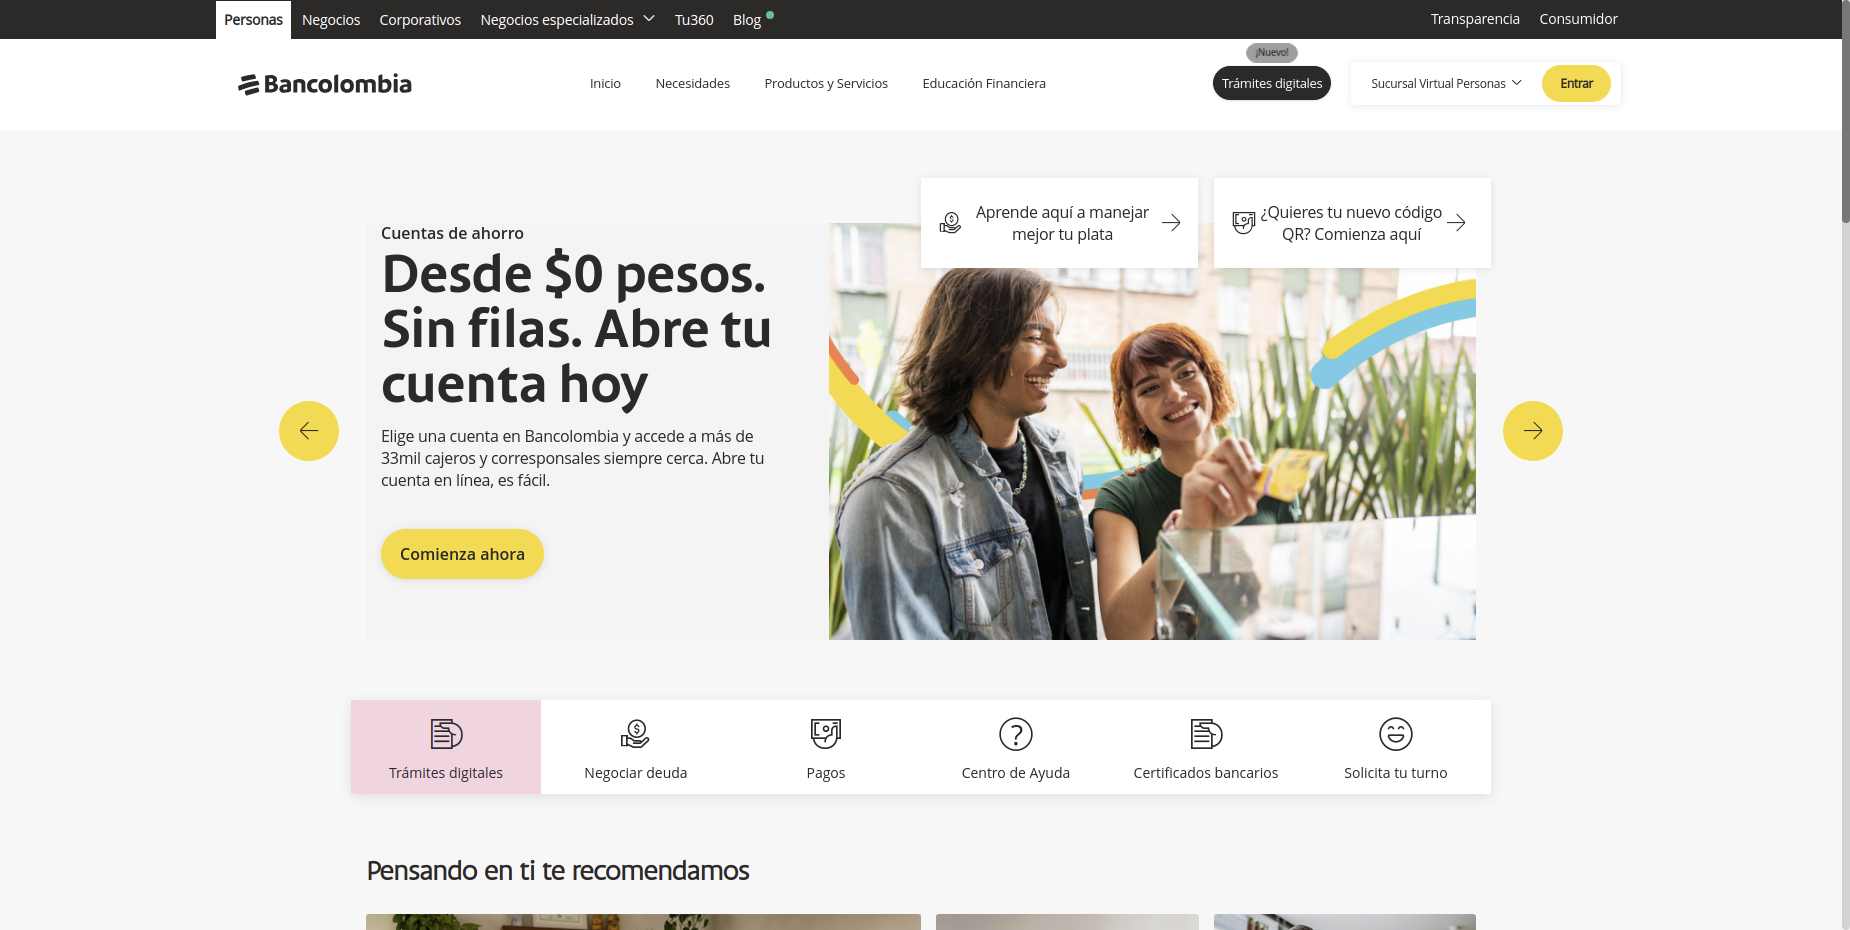 Personas
Negocios
Corporativos
Negocios especializados
Tu360
Blog
Transparencia
Consumidor
Bancolombia
Inicio
Necesidades
Productos y Servicios
Educación Financiera
¡Nuevo!
Trámites digitales
Sucursal Virtual Personas
Entrar
Aprende aquí a manejar
mejor tu plata
¿Quieres tu nuevo código
QR? Comienza aquí
Cuentas de ahorro
Desde $0 pesos.
Sin filas. Abre tu
cuenta hoy
Elige una cuenta en Bancolombia y accede a más de
33mil cajeros y corresponsales siempre cerca. Abre tu
cuenta en línea, es fácil.
Comienza ahora
Trámites digitales
Negociar deuda
Pagos
Centro de Ayuda
Certificados bancarios
Solicita tu turno
Pensando en ti te recomendamos